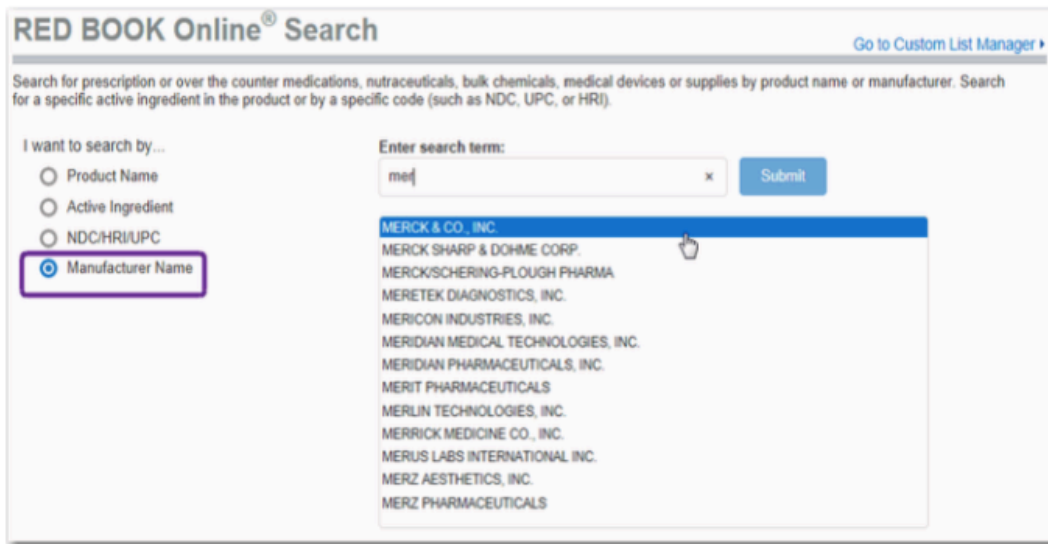 RED BOOK Online® Search
Go to Custom List Manager
Search for prescription or over the counter medications, nutraceuticals, bulk chemicals, medical devices or supplies by product name or manufacturer. Search
for a specific active ingredient in the product or by a specific code (such as NDC, UPC, or HRI).
I want to search by...
Product Name
Active Ingredient
NDC/HRI/UPC
Manufacturer Name
Enter search term:
mer
Submit
MERCK & CO., INC.
MERCK SHARP & DOHME CORP.
MERCK/SCHERING-PLOUGH PHARMA
MERETEK DIAGNOSTICS, INC.
MERICON INDUSTRIES, INC.
MERIDIAN MEDICAL TECHNOLOGIES, INC.
MERIDIAN PHARMACEUTICALS, INC.
MERIT PHARMACEUTICALS
MERLIN TECHNOLOGIES, INC.
MERRICK MEDICINE CO., INC.
MERUS LABS INTERNATIONAL INC.
MERZ AESTHETICS, INC.
MERZ PHARMACEUTICALS